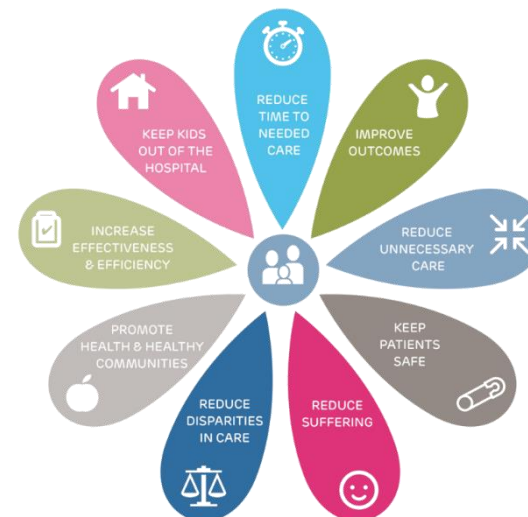 REDUCE
TIME TO
NEEDED
CARE
IMPROVE
OUTCOMES
REDUCE
UNNECESSARY
CARE
KEEP
PATIENTS
SAFE
REDUCE
SUFFERING
REDUCE
DISPARITIES
IN CARE
PROMOTE
HEALTH & HEALTHY
COMMUNITIES
INCREASE
EFFECTIVENESS
& EFFICIENCY
KEEP KIDS
OUT OF THE
HOSPITAL